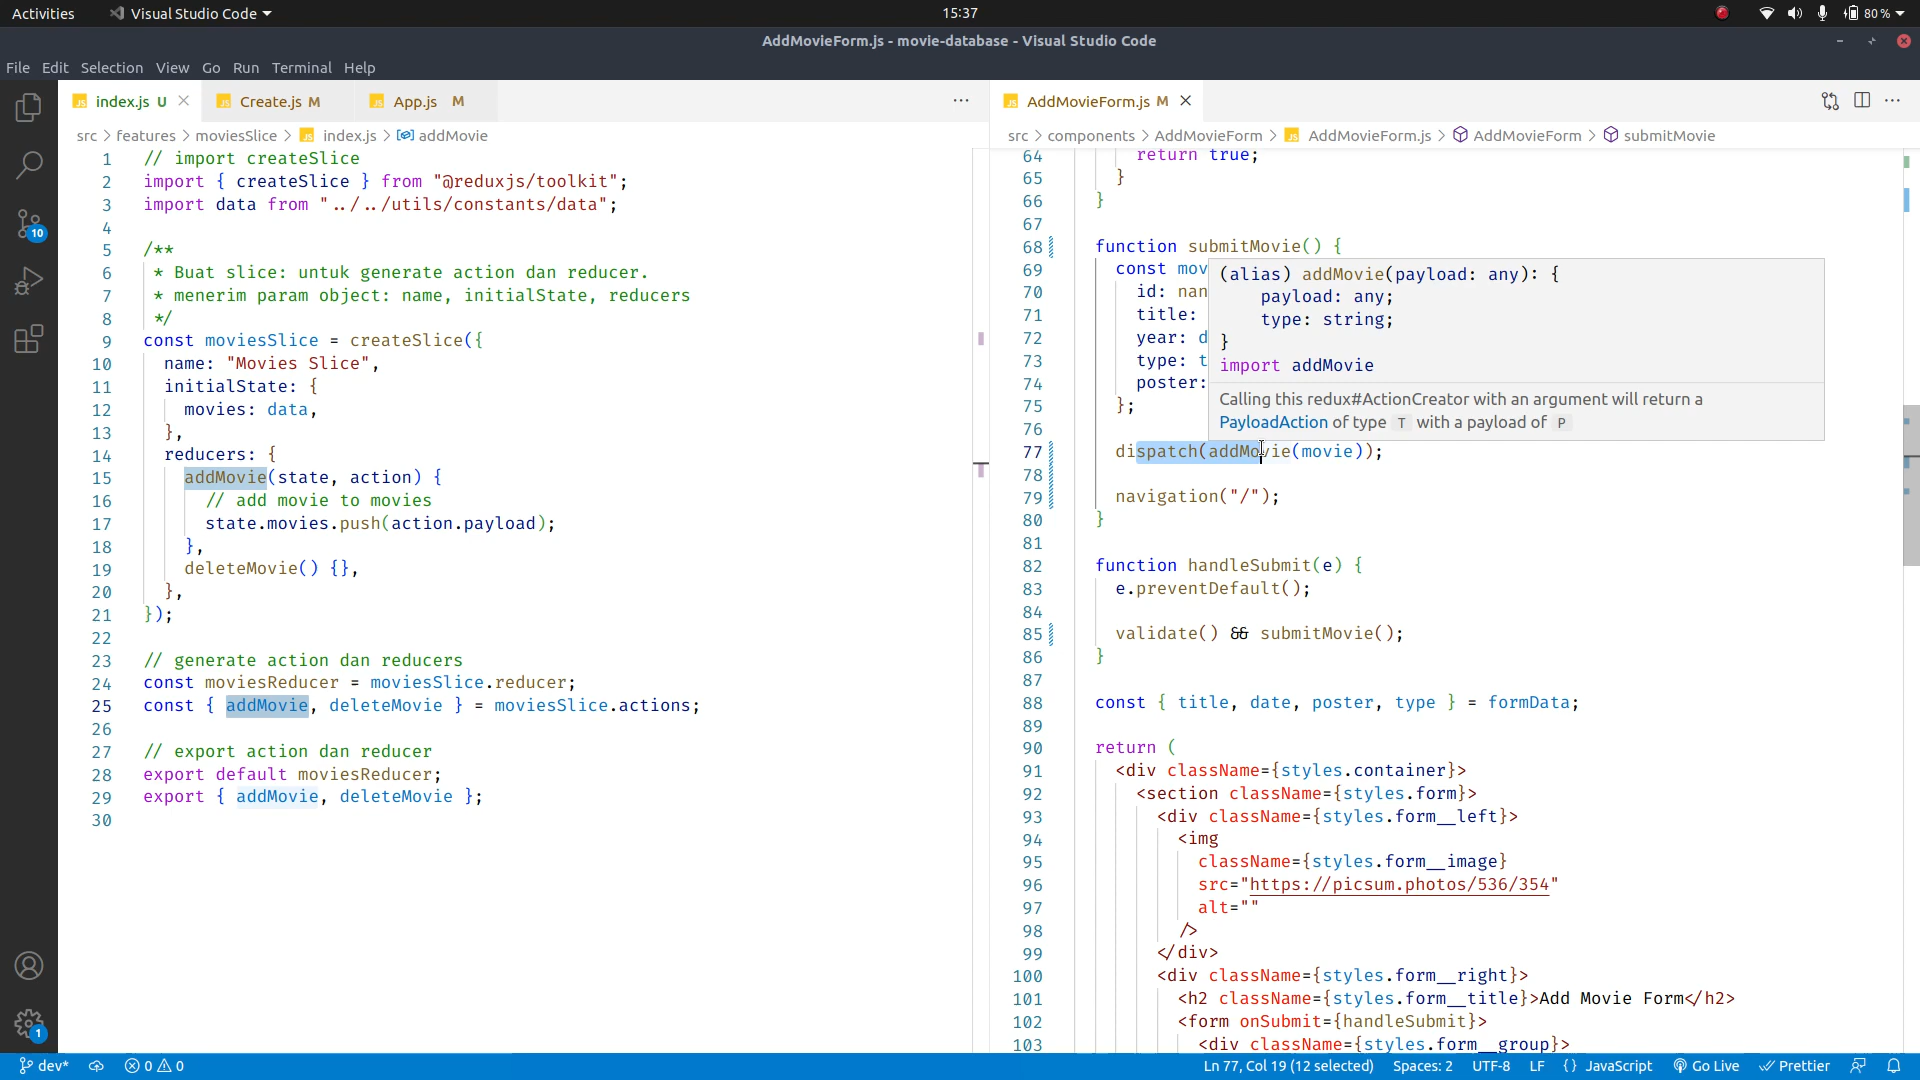 Activities
Visual Studio Code
15:37
80 %
AddMovieForm.js - movie-database - Visual Studio Code
File Edit Selection View Go Run Terminal Help
index.js U
Create.js M
App.js M
src > features > moviesSlice > index.js > addMovie
1 // import createSlice
2 import { createSlice } from "@reduxjs/toolkit";
3 import data from "../../utils/constants/data";
4
5 /**
6 * Buat slice: untuk generate action dan reducer.
7 * menerim param object: name, initialState, reducers
8 */
9 const moviesSlice = createSlice({
10 name: "Movies Slice",
11 initialState: {
12 movies: data,
13 },
14 reducers: {
15 addMovie(state, action) {
16 // add movie to movies
17 state.movies.push(action.payload);
18 },
19 deleteMovie() {},
20 },
21 });
22
23 // generate action dan reducers
24 const moviesReducer = moviesSlice.reducer;
25 const { addMovie, deleteMovie } = moviesSlice.actions;
26
27 // export action dan reducer
28 export default moviesReducer;
29 export { addMovie, deleteMovie };
30
AddMovieForm.js M
src > components > AddMovieForm > AddMovieForm.js > AddMovieForm > submitMovie
64 return true;
65 }
66 }
67
68 function submitMovie() {
69 const mov
70 id: nan
71 title:
72 year: d
73 type: t
74 poster:
75 };
76
77 dispatch(addMovie(movie));
78
79 navigation("/");
80 }
81
82 function handleSubmit(e) {
83 e.preventDefault();
84
85 validate() && submitMovie();
86 }
87
88 const { title, date, poster, type } = formData;
89
90 return (
91 <div className={styles.container}>
92 <section className={styles.form}>
93 <div className={styles.form__left}>
94 <img
95 className={styles.form__image}
96 src="https://picsum.photos/536/354"
97 alt=""
98 />
99 </div>
100 <div className={styles.form__right}>
101 <h2 className={styles.form__title}>Add Movie Form</h2>
102 <form onSubmit={handleSubmit}>
103 <div className={styles.form__group}>
(alias) addMovie(payload: any): {
payload: any;
type: string;
}
import addMovie
Calling this redux#ActionCreator with an argument will return a
PayloadAction of type T with a payload of P
10
1
dev*
0 0
Ln 77, Col 19 (12 selected)
Spaces: 2
UTF-8
LF
{} JavaScript
Go Live
Prettier